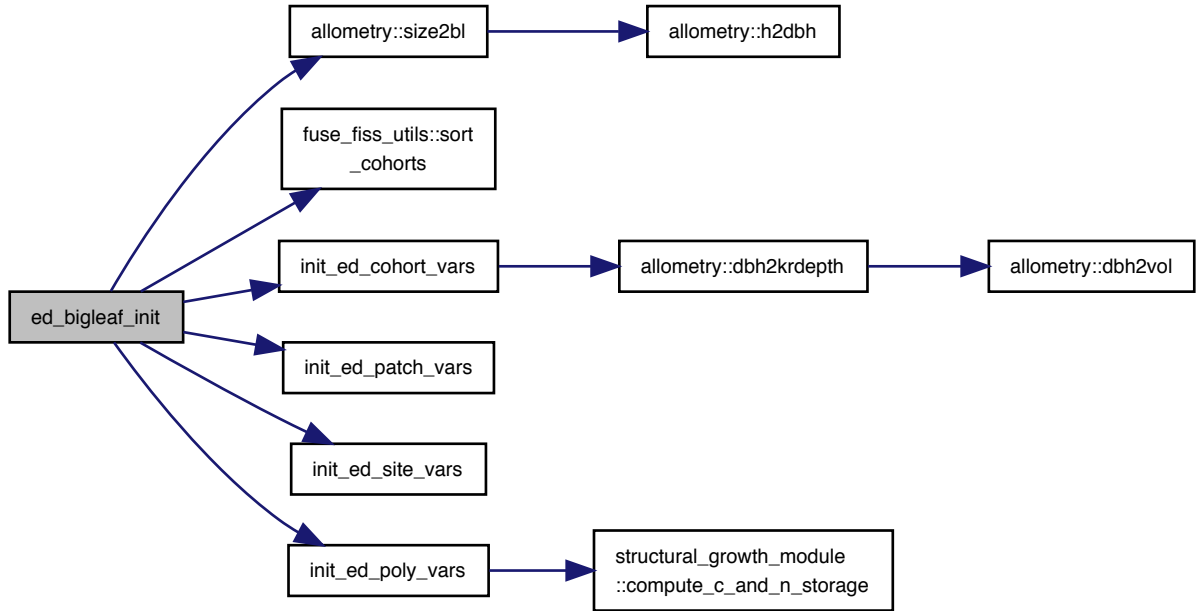 allometry::size2bl
allometry::h2dbh
fuse_fiss_utils::sort
_cohorts
init_ed_cohort_vars
allometry::dbh2krdepth
allometry::dbh2vol
ed_bigleaf_init
init_ed_patch_vars
init_ed_site_vars
init_ed_poly_vars
structural_growth_module
::compute_c_and_n_storage